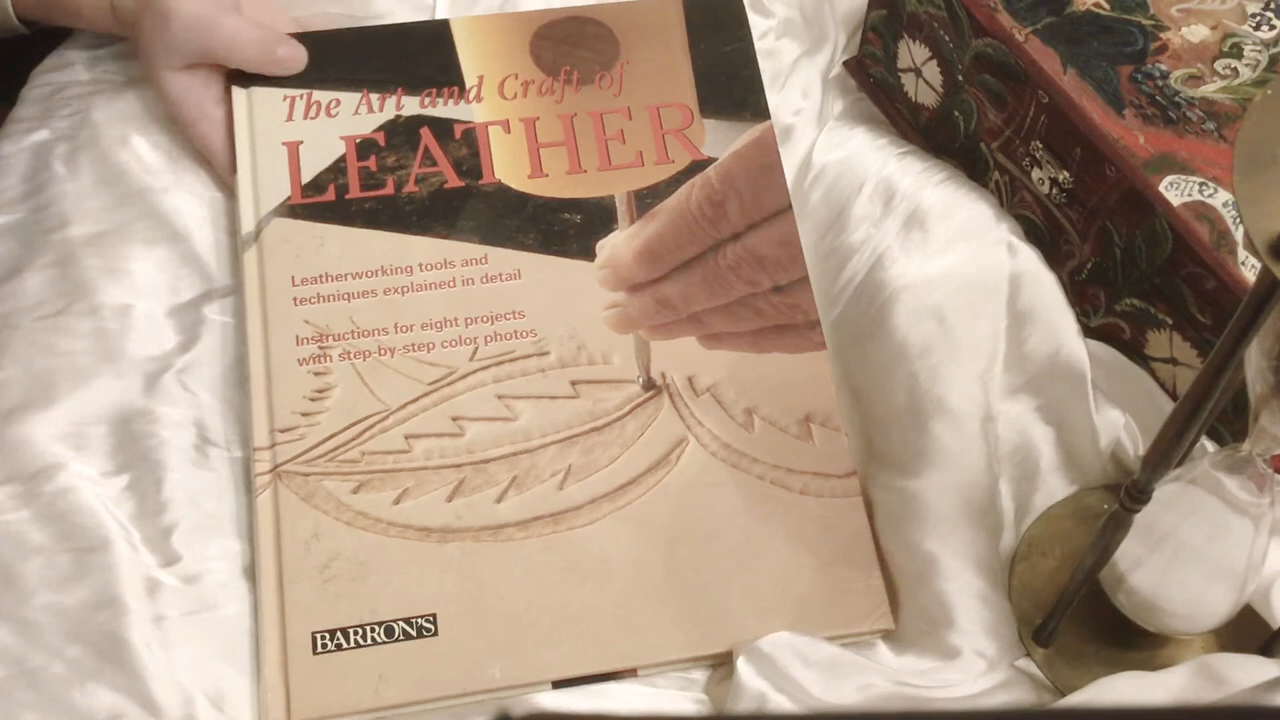 The Art and Craft of
LEATHER
Leatherworking tools and
techniques explained in detail
Instructions for eight projects
with step-by-step color photos
BARRON'S